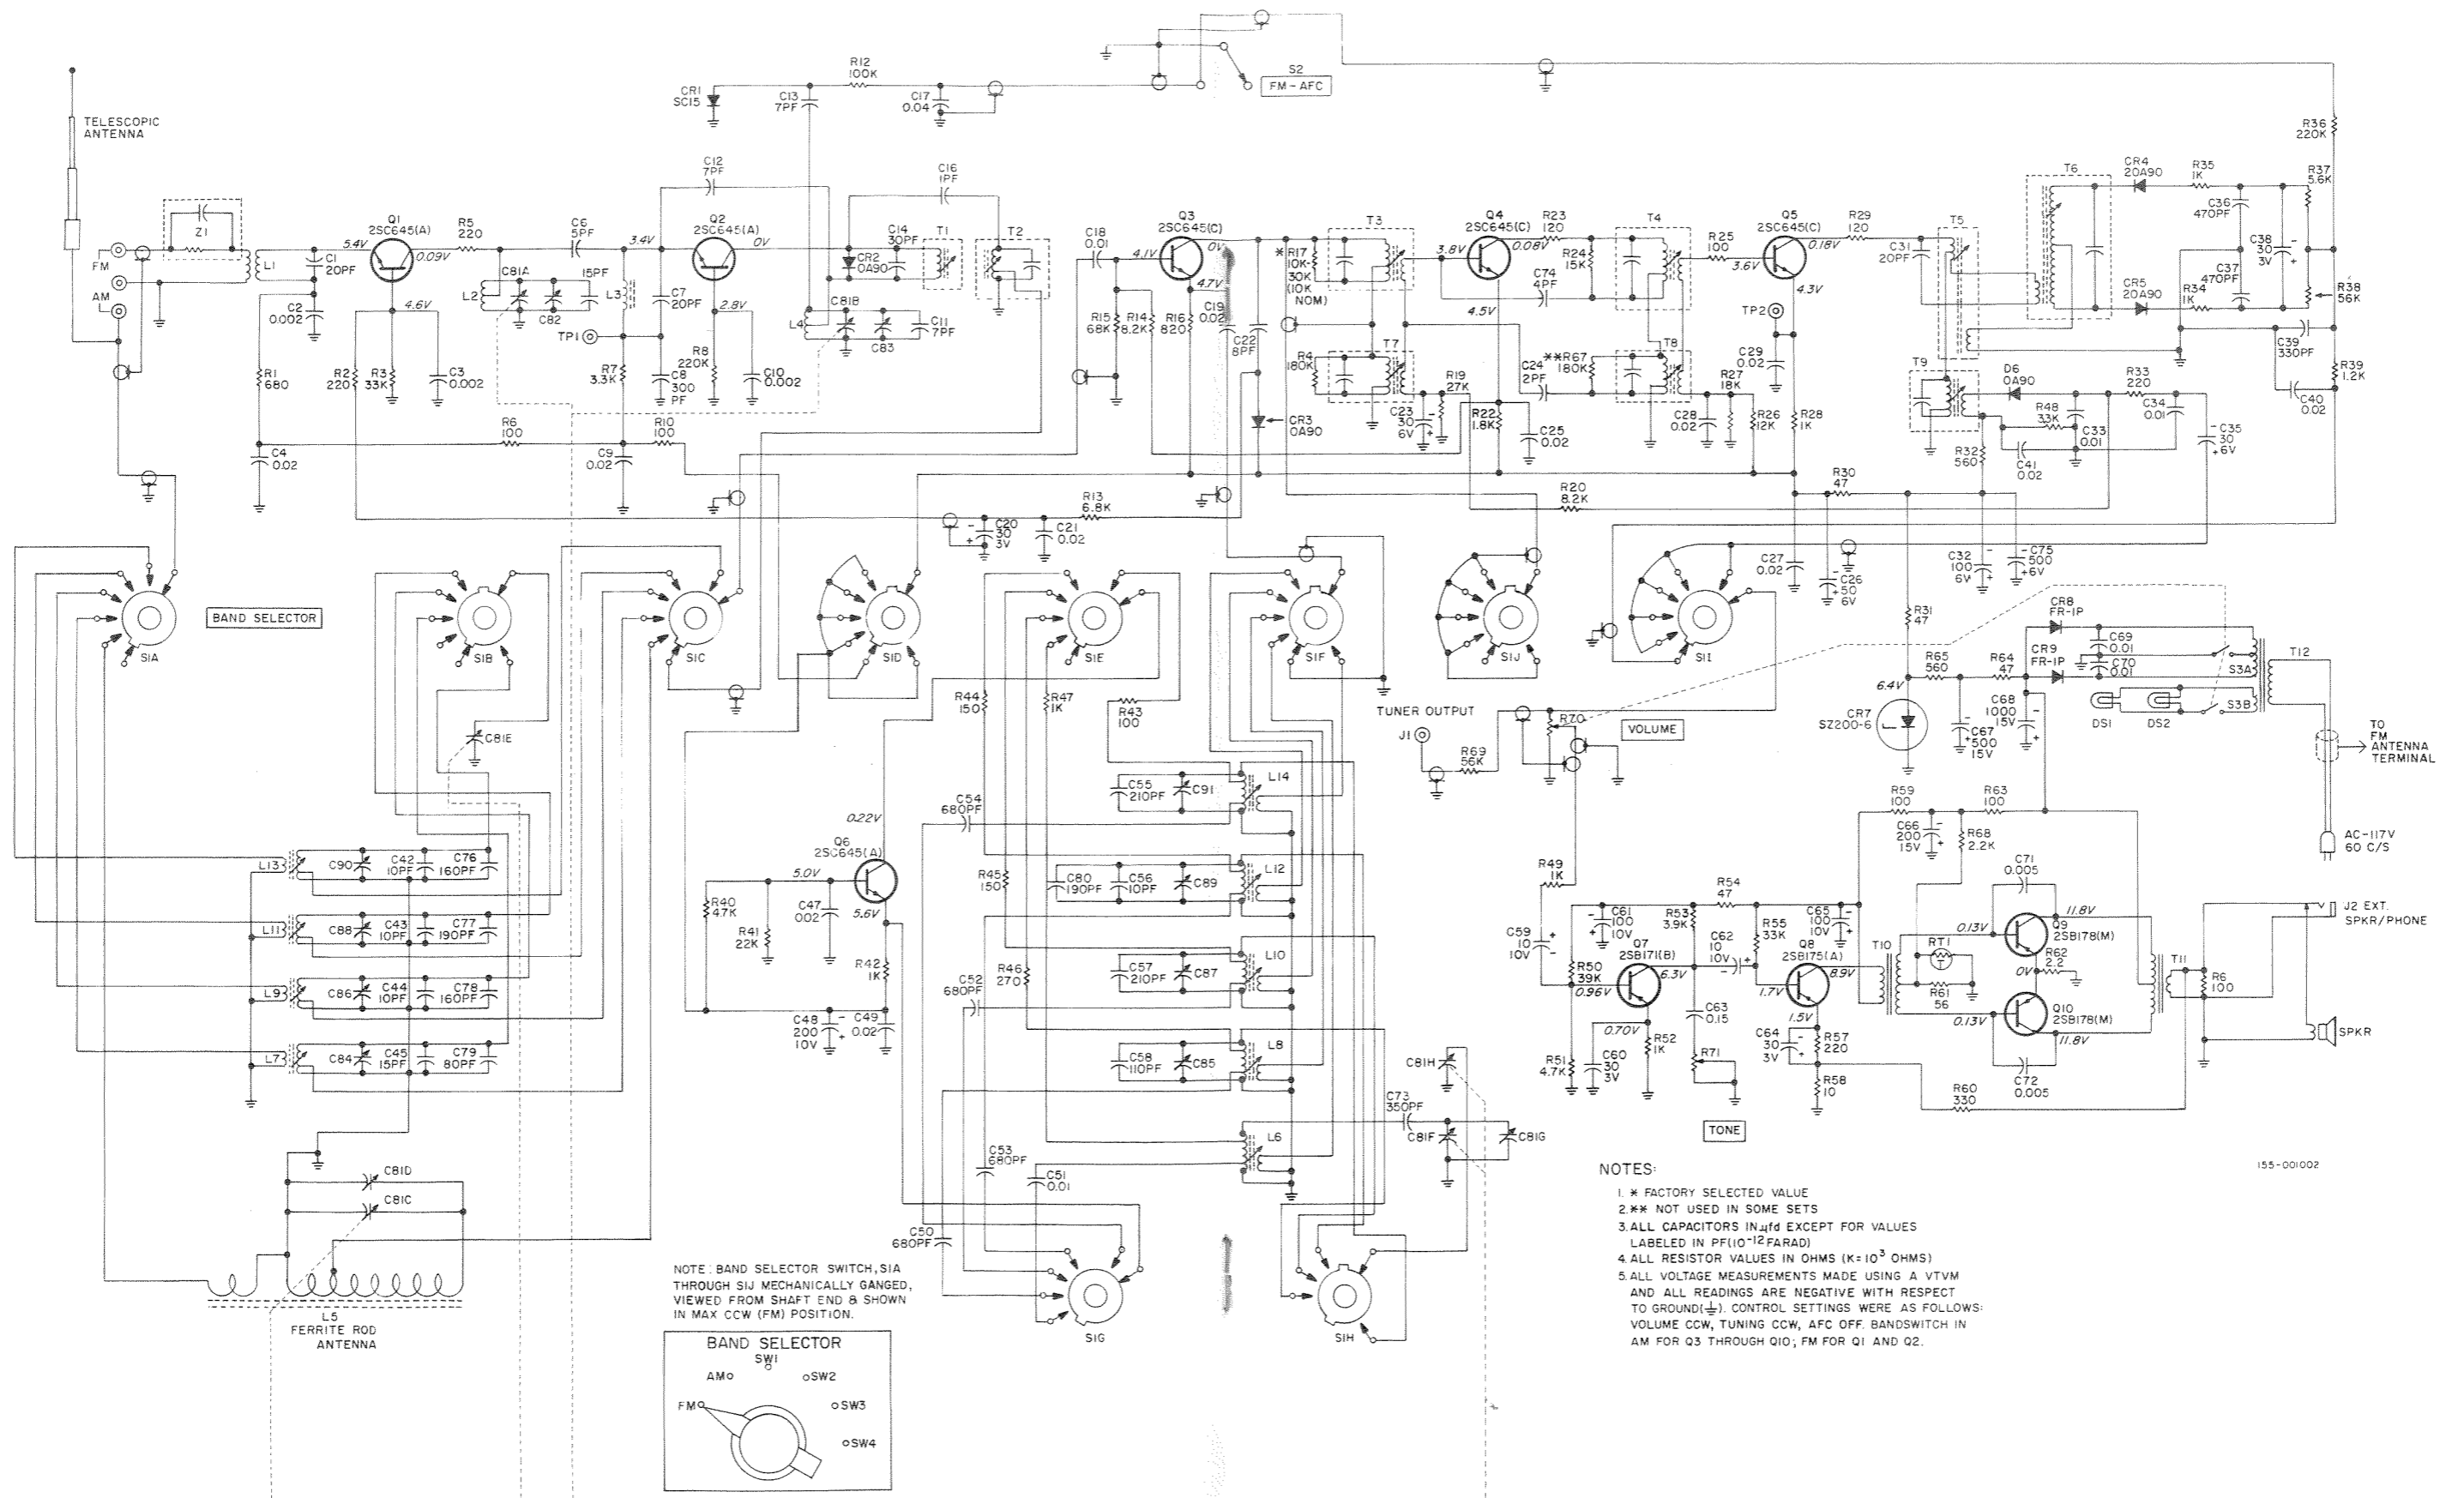 TELESCOPIC
ANTENNA
FM
AM
Z1
L1
C1
20PF
C2
0.002
R1
680
C4
0.02
5.4V
Q1
2SC645(A)
0.09V
4.6V
R2
220
R3
33K
C3
0.002
R5
220
C6
5PF
L2
C81A
C82
15PF
L3
TP1
R7
3.3K
C7
20PF
C8
300
PF
R6
100
C9
0.02
R10
100
3.4V
C12
7PF
Q2
2SC645(A)
0V
2.8V
R8
220K
C10
0.002
CR1
SC15
C13
7PF
R12
100K
C17
0.04
S2
FM-AFC
C16
1PF
CR2
0A90
C14
30PF
T1
T2
L4
C81B
C83
C11
7PF
C18
0.01
4.1V
Q3
2SC645(C)
0V
4.7V
R15
68K
R14
8.2K
R16
820
C19
0.02
C22
8PF
CR3
0A90
*R17
10K-
30K
(10K
NOM)
T3
R4
180K
T7
C23
30
6V
R19
27K
3.8V
Q4
2SC645(C)
0.08V
4.5V
R22
1.8K
C25
0.02
R23
120
R24
15K
C74
4PF
C24
2PF
**R67
180K
T4
T8
R25
100
3.6V
Q5
2SC645(C)
0.18V
4.3V
TP2
C29
0.02
R27
18K
C28
0.02
R26
12K
R28
1K
R29
120
C31
20PF
T5
T9
T6
CR4
20A90
R35
1K
C36
470PF
C37
470PF
C38
30
3V
CR5
20A90
R34
1K
R36
220K
R37
5.6K
R38
56K
C39
330PF
R39
1.2K
C40
0.02
D6
0A90
R48
33K
C33
0.01
R33
220
C34
0.01
C35
30
6V
R32
560
C41
0.02
R13
6.8K
C20
30
3V
C21
0.02
R20
8.2K
R30
47
C27
0.02
C26
50
6V
C32
100
6V
C75
500
6V
R31
47
BAND SELECTOR
S1A
S1B
S1C
S1D
S1E
S1F
S1J
S1I
C81E
R44
150
R47
1K
R43
100
TUNER OUTPUT
J1
R69
56K
R70
VOLUME
6.4V
CR7
SZ200-6
R65
560
R64
47
C67
500
15V
C68
1000
15V
CR8
FR-1P
CR9
FR-1P
C69
0.01
C70
0.01
DS1
DS2
S3A
S3B
T12
TO
FM
ANTENNA
TERMINAL
AC-117V
60 C/S
L13
C90
C42
10PF
C76
160PF
L11
C88
C43
10PF
C77
190PF
L9
C86
C44
10PF
C78
160PF
L7
C84
C45
15PF
C79
80PF
0.22V
Q6
2SC645(A)
5.0V
5.6V
R40
4.7K
R41
22K
C47
002
R42
1K
C48
200
10V
C49
0.02
C54
680PF
R45
150
C52
680PF
R46
270
C53
680PF
C51
0.01
C50
680PF
C55
210PF
C91
L14
C80
190PF
C56
10PF
C89
L12
C57
210PF
C87
L10
C58
110PF
C85
L8
L6
C73
350PF
C81H
C81F
C81G
S1G
S1H
R49
1K
C59
10
10V
R50
39K
0.96V
R51
4.7K
C61
100
10V
Q7
2SB171(B)
6.3V
0.70V
C60
30
3V
R52
1K
R53
3.9K
R54
47
C62
10
10V
C63
0.15
R71
TONE
R55
33K
1.7V
Q8
2SB175(A)
8.9V
1.5V
C64
30
3V
R57
220
R58
10
C65
100
10V
T10
R59
100
C66
200
15V
R63
100
R68
2.2K
RT1
R61
56
C71
0.005
0.13V
11.8V
Q9
2SB178(M)
R62
2.2
0V
Q10
2SB178(M)
0.13V
11.8V
C72
0.005
R60
330
T11
R6
100
J2 EXT.
SPKR/PHONE
SPKR
155-001002
C81D
C81C
L5
FERRITE ROD
ANTENNA
NOTE: BAND SELECTOR SWITCH, S1A
THROUGH S1J MECHANICALLY GANGED,
VIEWED FROM SHAFT END & SHOWN
IN MAX CCW (FM) POSITION.
BAND SELECTOR
SW1
AM
SW2
FM
SW3
SW4
NOTES:
1. * FACTORY SELECTED VALUE
2. ** NOT USED IN SOME SETS
3. ALL CAPACITORS IN µfd EXCEPT FOR VALUES
LABELED IN PF(10⁻¹² FARAD)
4. ALL RESISTOR VALUES IN OHMS (K=10³ OHMS)
5. ALL VOLTAGE MEASUREMENTS MADE USING A VTVM
AND ALL READINGS ARE NEGATIVE WITH RESPECT
TO GROUND(⏚). CONTROL SETTINGS WERE AS FOLLOWS:
VOLUME CCW, TUNING CCW, AFC OFF. BANDSWITCH IN
AM FOR Q3 THROUGH Q10; FM FOR Q1 AND Q2.